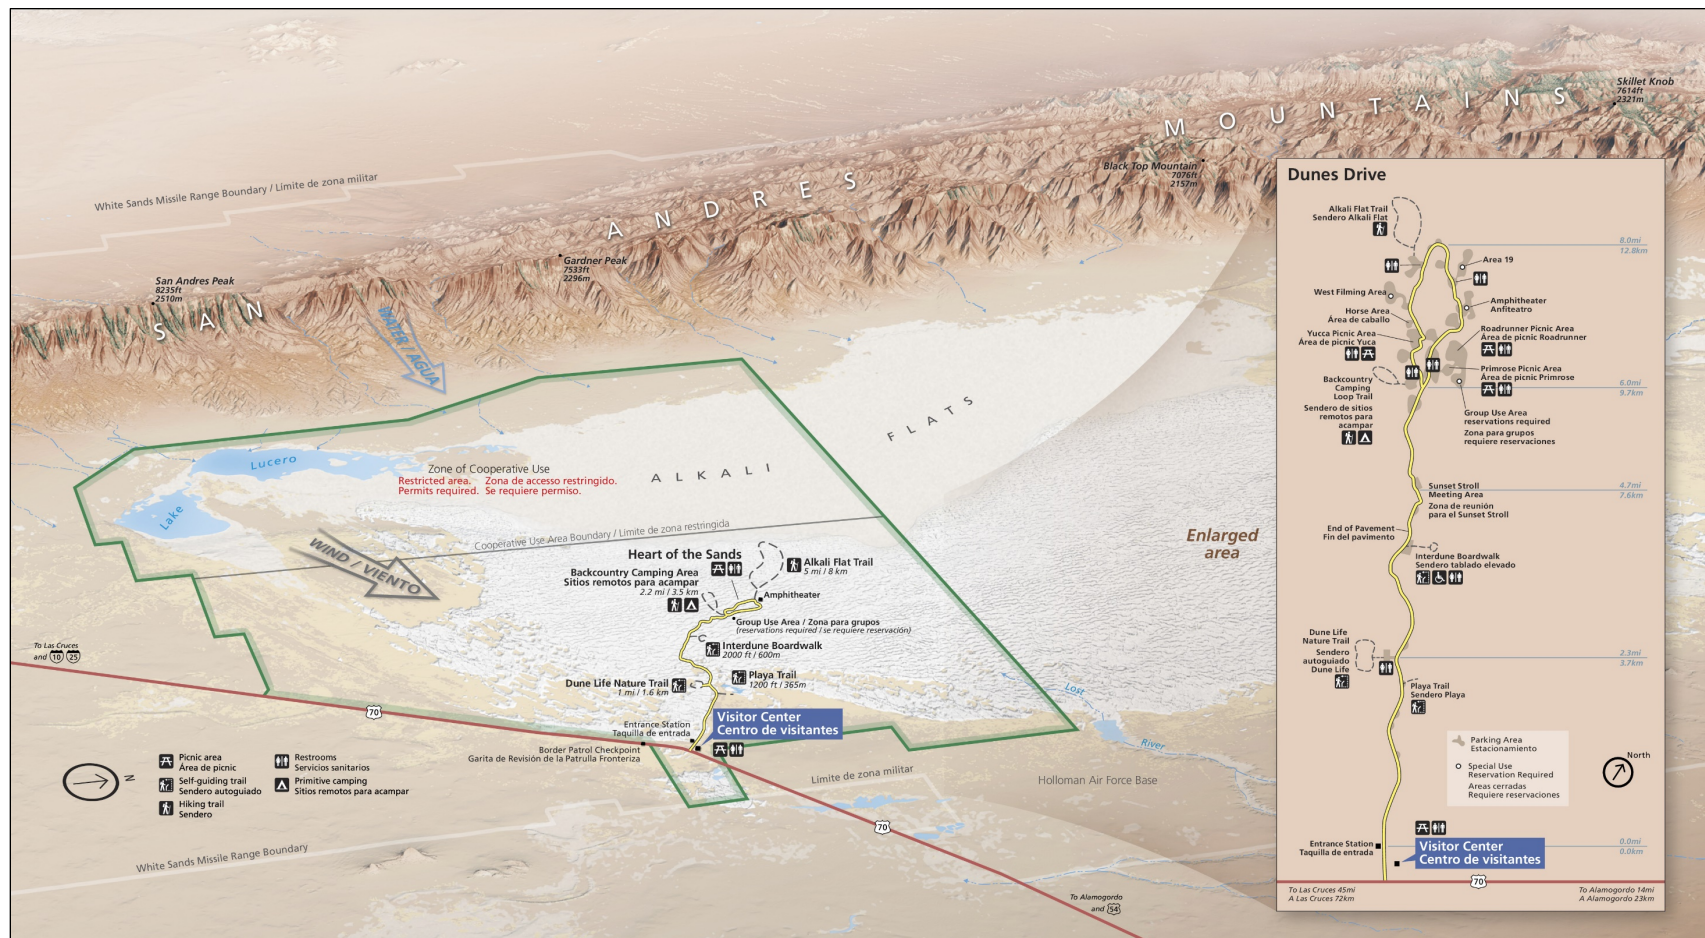 Skillet Knob
7614ft
2321m
SAN ANDRES MOUNTAINS
Black Top Mountain
7076ft
2157m
White Sands Missile Range Boundary / Limite de zona militar
Gardner Peak
7533ft
2296m
San Andres Peak
8235ft
2510m
WATER / AGUA
ALKALI FLATS
Lake Lucero
Zone of Cooperative Use
Restricted area. Zona de accesso restringido.
Permits required. Se requiere permiso.
Cooperative Use Area Boundary / Limite de zona restringida
WIND / VIENTO
Enlarged
area
Heart of the Sands
Alkali Flat Trail
5 mi / 8 km
Backcountry Camping Area
Sitios remotos para acampar
2.2 mi / 3.5 km
Amphitheater
Group Use Area / Zona para grupos
(reservations required / se requiere reservación)
Interdune Boardwalk
2000 ft / 600m
Playa Trail
1200 ft / 365m
Dune Life Nature Trail
1 mi / 1.6 km
To Las Cruces
and 10 25
70
Entrance Station
Taquilla de entrada
Visitor Center
Centro de visitantes
Border Patrol Checkpoint
Garita de Revisión de la Patrulla Fronteriza
Lost
River
Limite de zona militar
Holloman Air Force Base
70
White Sands Missile Range Boundary
To Alamogordo
and 54
N
Picnic area
Área de picnic
Self-guiding trail
Sendero autoguiado
Hiking trail
Sendero
Restrooms
Servicios sanitarios
Primitive camping
Sitios remotos para acampar
Dunes Drive
Alkali Flat Trail
Sendero Alkali Flat
8.0mi
12.8km
Area 19
West Filming Area
Amphitheater
Anfiteatro
Horse Area
Área de caballo
Yucca Picnic Area
Área de picnic Yuca
Roadrunner Picnic Area
Área de picnic Roadrunner
Primrose Picnic Area
Área de picnic Primrose
Backcountry
Camping
Loop Trail
Sendero de sitios
remotos para
acampar
6.0mi
9.7km
Group Use Area
reservations required
Zona para grupos
requiere reservaciones
Sunset Stroll
Meeting Area
Zona de reunión
para el Sunset Stroll
4.7mi
7.6km
End of Pavement
Fin del pavimento
Interdune Boardwalk
Sendero tablado elevado
Dune Life
Nature Trail
Sendero
autoguiado
Dune Life
2.3mi
3.7km
Playa Trail
Sendero Playa
Parking Area
Estacionamiento
Special Use
Reservation Required
Areas cerradas
Requiere reservaciones
North
Entrance Station
Taquilla de entrada
Visitor Center
Centro de visitantes
0.0mi
0.0km
70
To Las Cruces 45mi
A Las Cruces 72km
To Alamogordo 14mi
A Alamogordo 23km